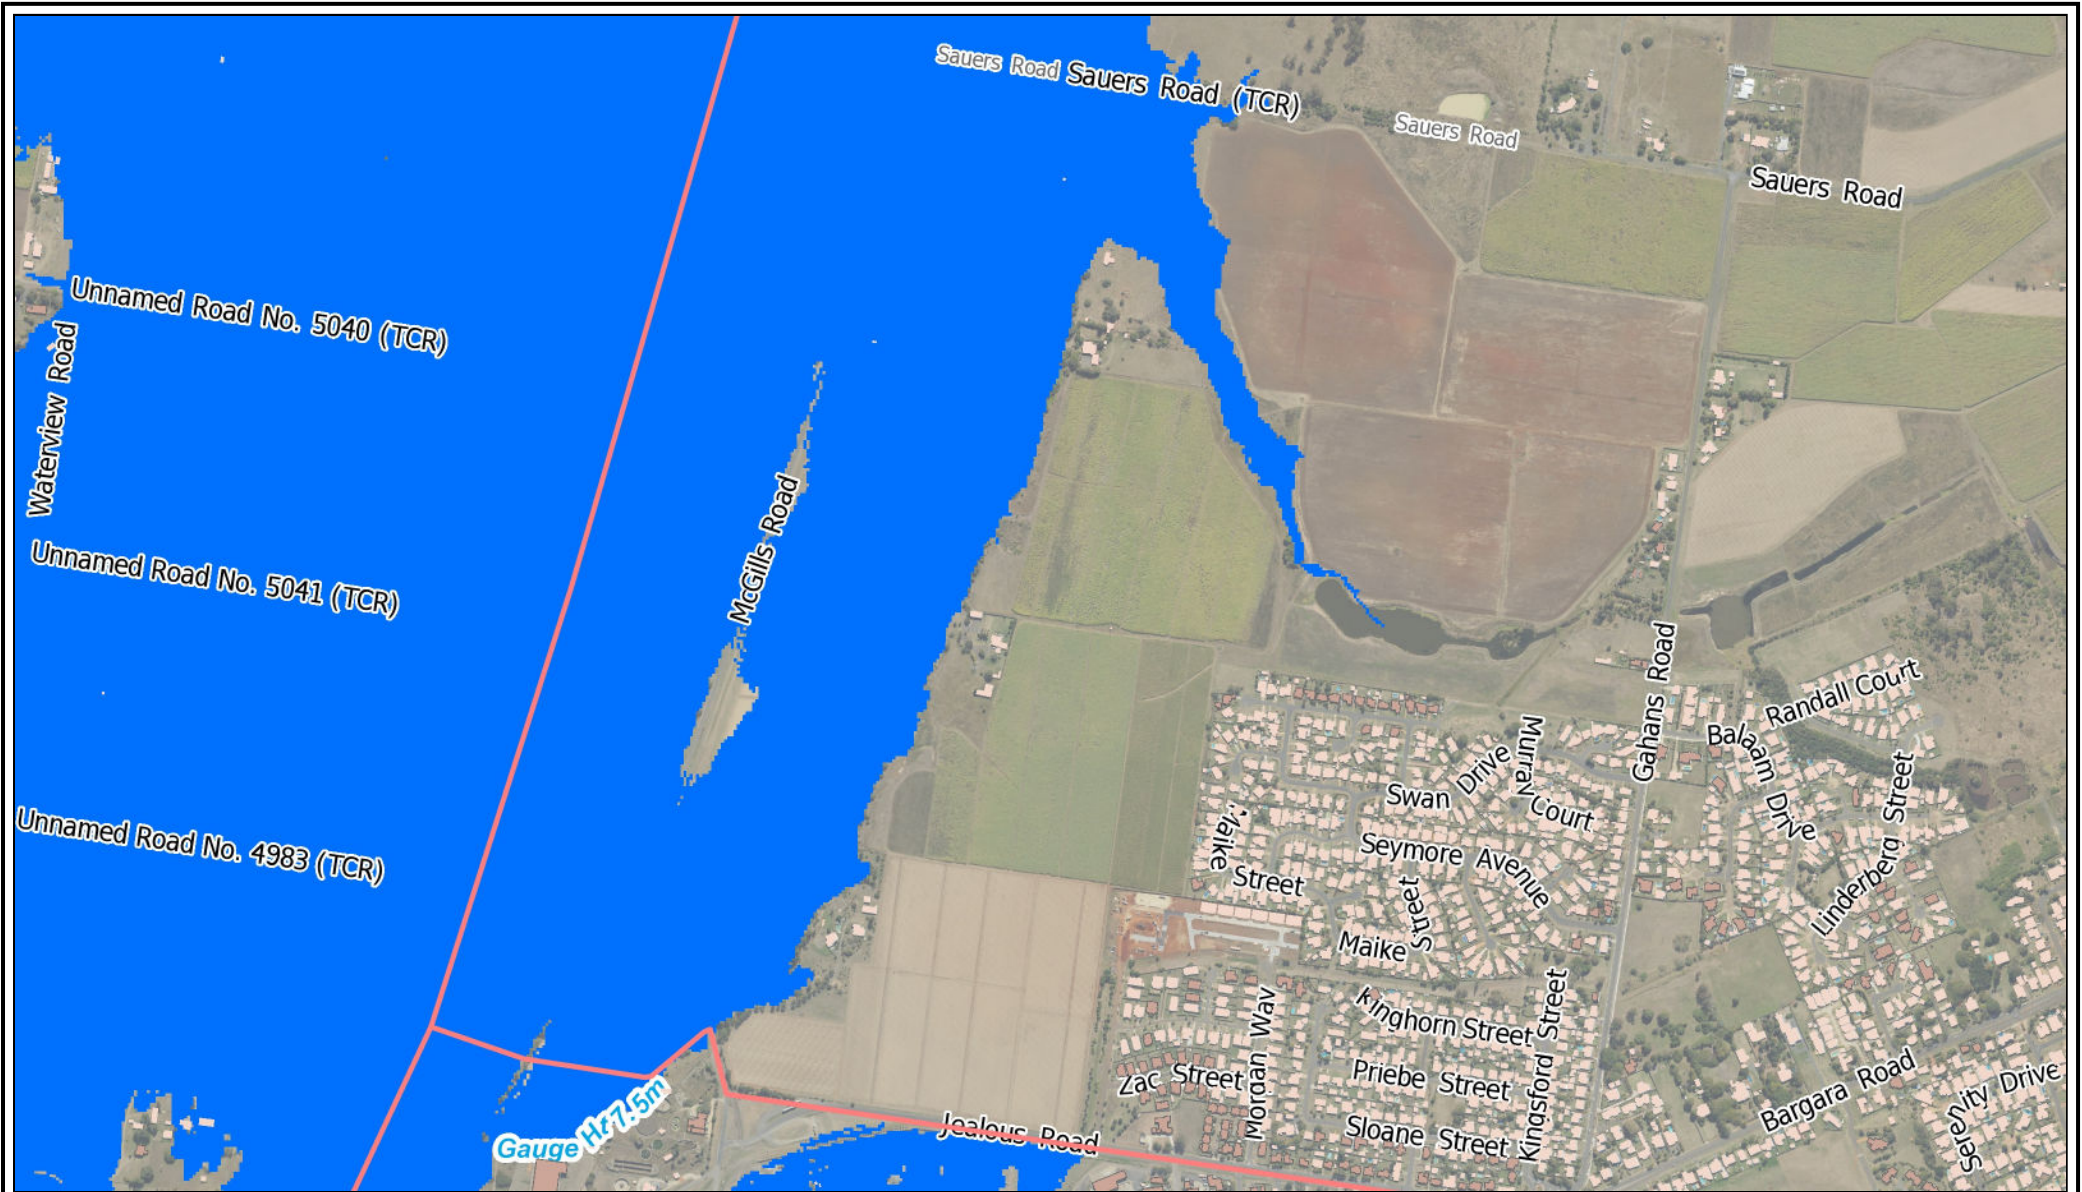 Sauers Road
Sauers Road (TCR)
Sauers Road
Sauers Road
Unnamed Road No. 5040 (TCR)
Waterview Road
McGills Road
Unnamed Road No. 5041 (TCR)
Gahans Road
Randall Court
Balaam Drive
Murray Court
Swan Drive
Linderberg Street
Unnamed Road No. 4983 (TCR)
Maike Street
Seymore Avenue
Maike Street
Kinghorn Street
Kingsford Street
Morgan Way
Zac Street
Priebe Street
Bargara Road
Serenity Drive
Gauge Ht 7.5m
Jealous Road
Sloane Street